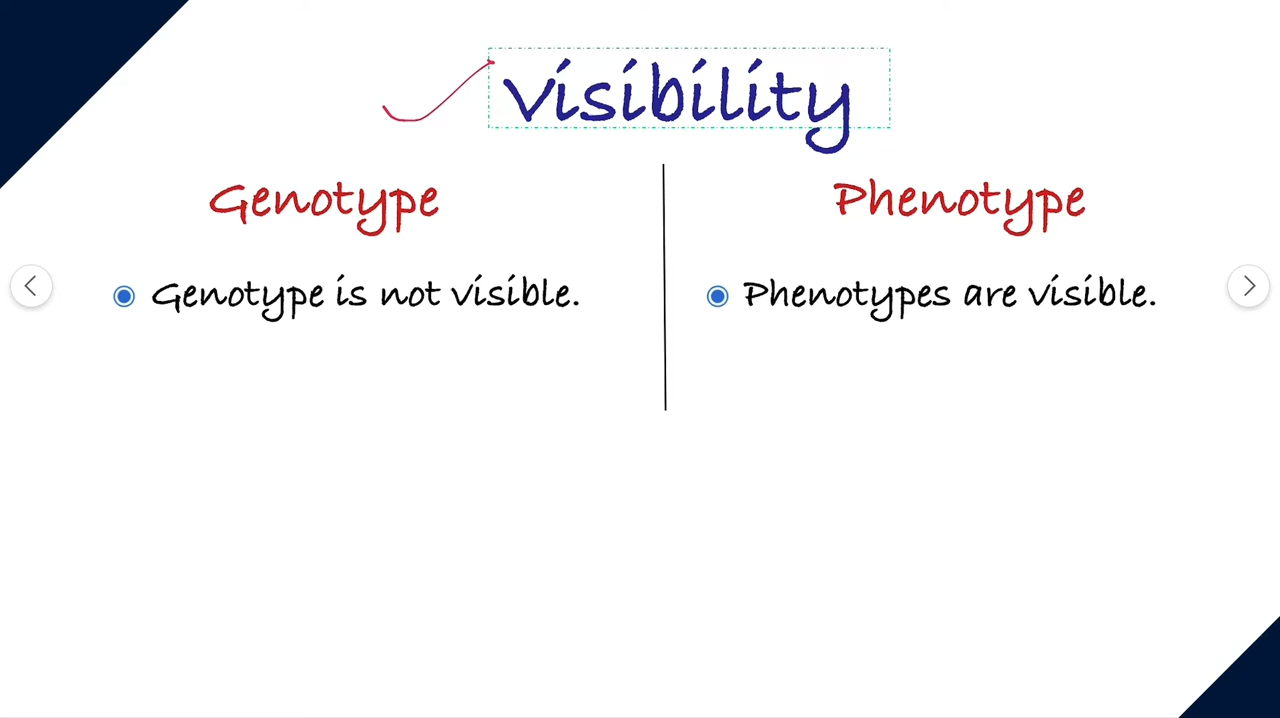 Visibility
Genotype
Phenotype
Genotype is not visible.
Phenotypes are visible.